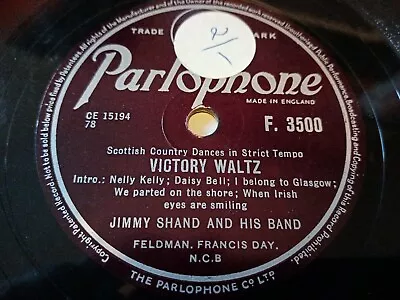 2/
TRADE MARK
Parlophone
MADE IN ENGLAND
CE 15194
78
F. 3500
Scottish Country Dances in Strict Tempo
VICTORY WALTZ
Intro.: Nelly Kelly; Daisy Bell; I belong to Glasgow;
We parted on the shore; When Irish
eyes are smiling
JIMMY SHAND AND HIS BAND
FELDMAN. FRANCIS DAY.
N.C.B
THE PARLOPHONE CO LTD